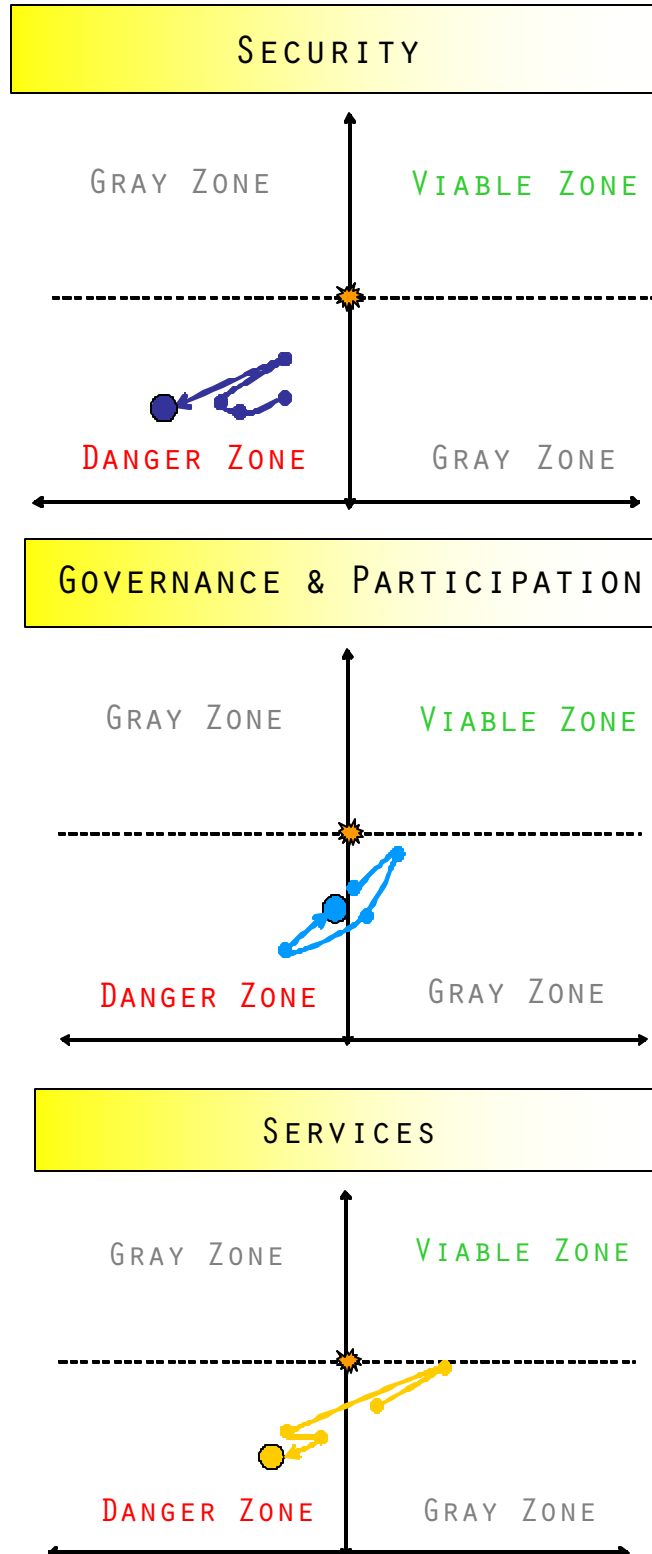 SECURITY
GRAY ZONE VIABLE ZONE
DANGER ZONE GRAY ZONE
GOVERNANCE & PARTICIPATION
GRAY ZONE VIABLE ZONE
DANGER ZONE GRAY ZONE
SERVICES
GRAY ZONE VIABLE ZONE
DANGER ZONE GRAY ZONE